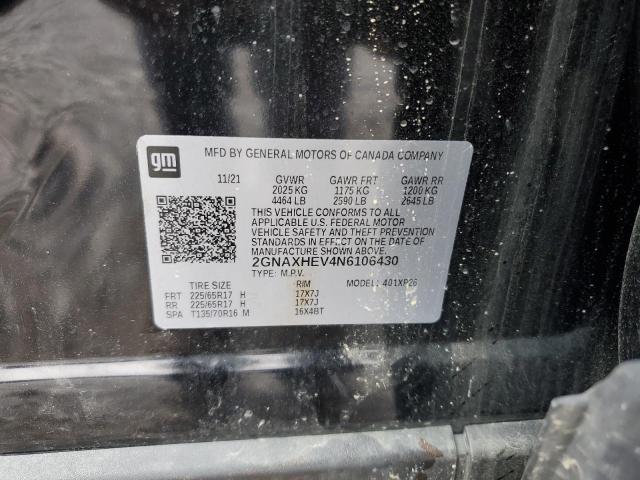 gm MFD BY GENERAL MOTORS OF CANADA COMPANY
11/21 GVWR GAWR FRT GAWR RR
2025 KG 1175 KG 1200 KG
4464 LB 2590 LB 2645 LB
THIS VEHICLE CONFORMS TO ALL
APPLICABLE U.S. FEDERAL MOTOR
VEHICLE SAFETY AND THEFT PREVENTION
STANDARDS IN EFFECT ON THE DATE OF
MANUFACTURE SHOWN ABOVE.
2GNAXHEV4N6106430
TYPE: M.P.V.
TIRE SIZE RIM MODEL: 401XP26
FRT 225/65R17 H 17X7J
RR 225/65R17 H 17X7J
SPA T135/70R16 M 16X4BT